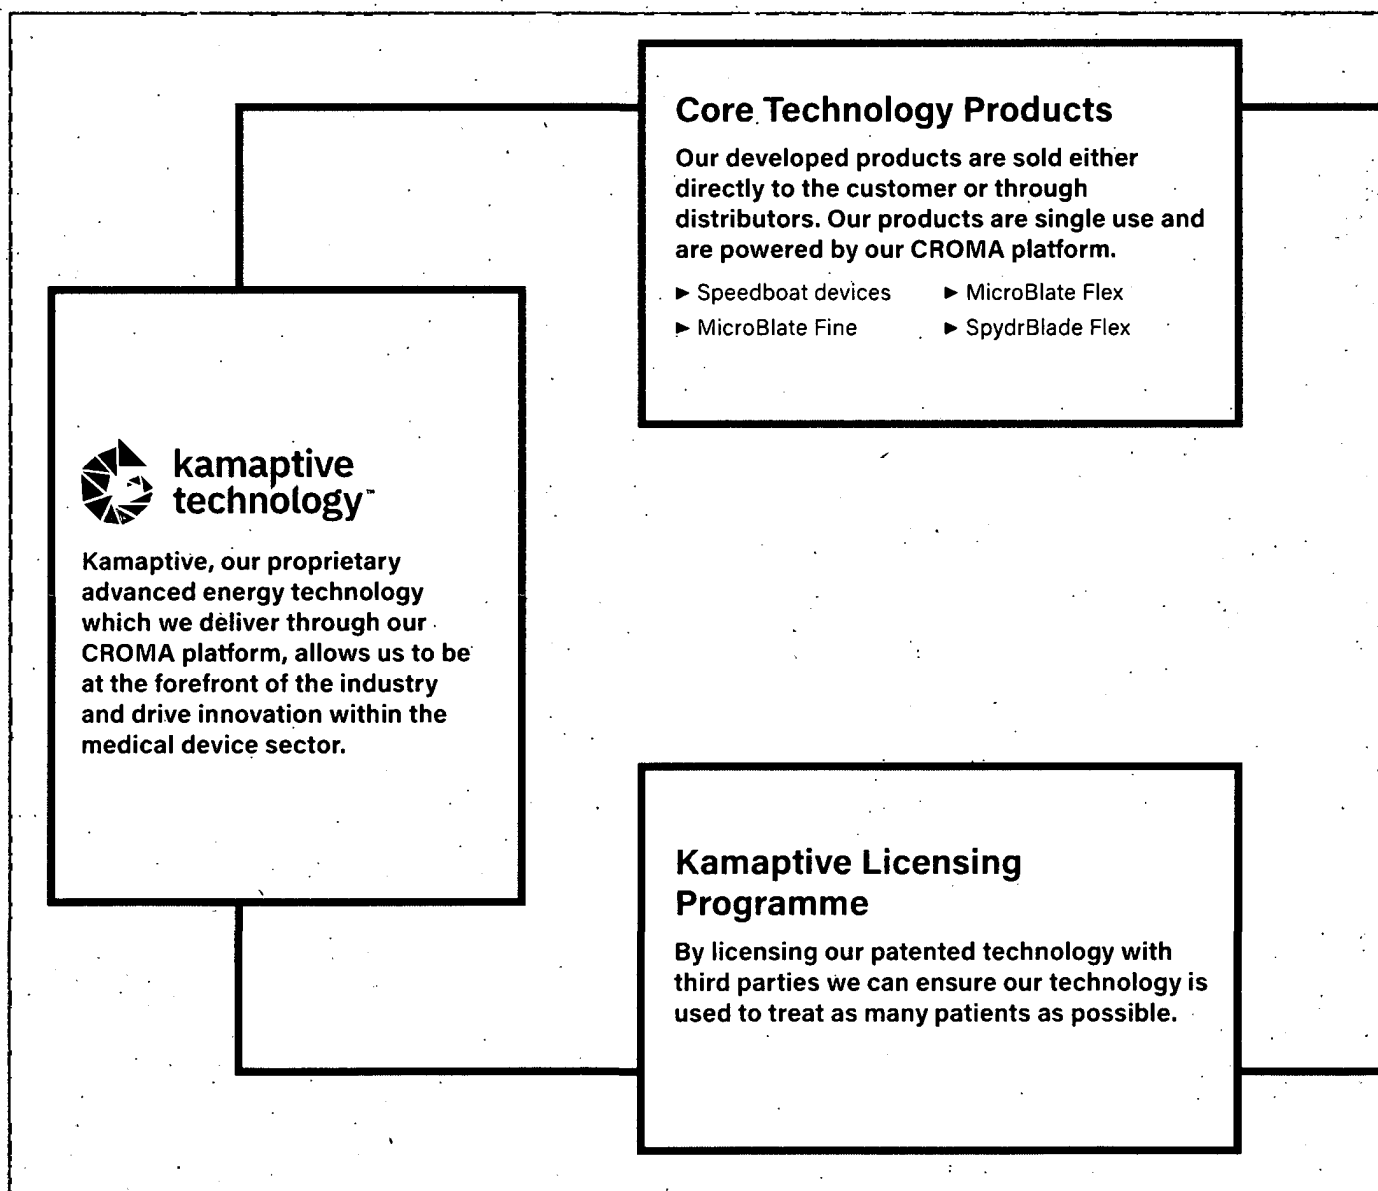 Core Technology Products
Our developed products are sold either
directly to the customer or through
distributors. Our products are single use and
are powered by our CROMA platform.
► Speedboat devices
► MicroBlate Flex
► MicroBlate Fine
► SpydrBlade Flex
kamaptive
technology™
Kamaptive, our proprietary
advanced energy technology
which we deliver through our
CROMA platform, allows us to be
at the forefront of the industry
and drive innovation within the
medical device sector.
Kamaptive Licensing
Programme
By licensing our patented technology with
third parties we can ensure our technology is
used to treat as many patients as possible.